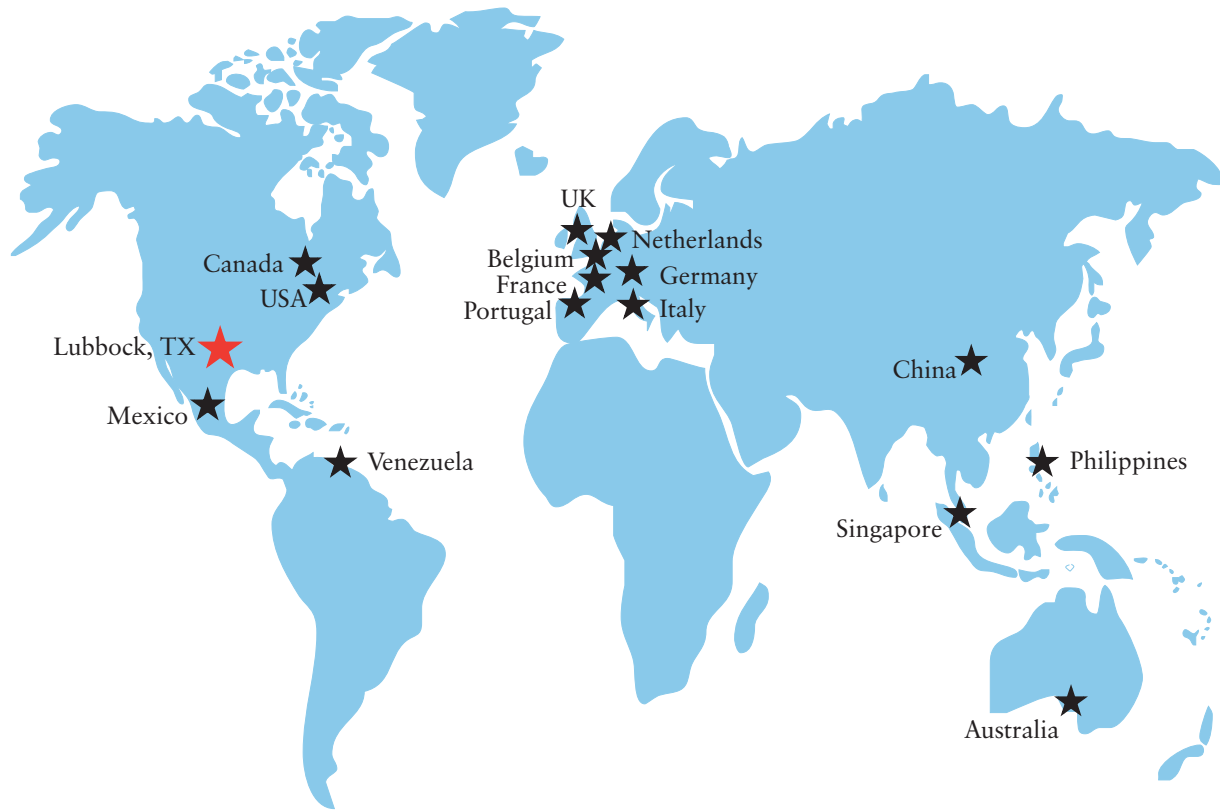 UK
Netherlands
Canada
Belgium
Germany
France
USA
Portugal
Italy
Lubbock, TX
China
Mexico
Venezuela
Philippines
Singapore
Australia